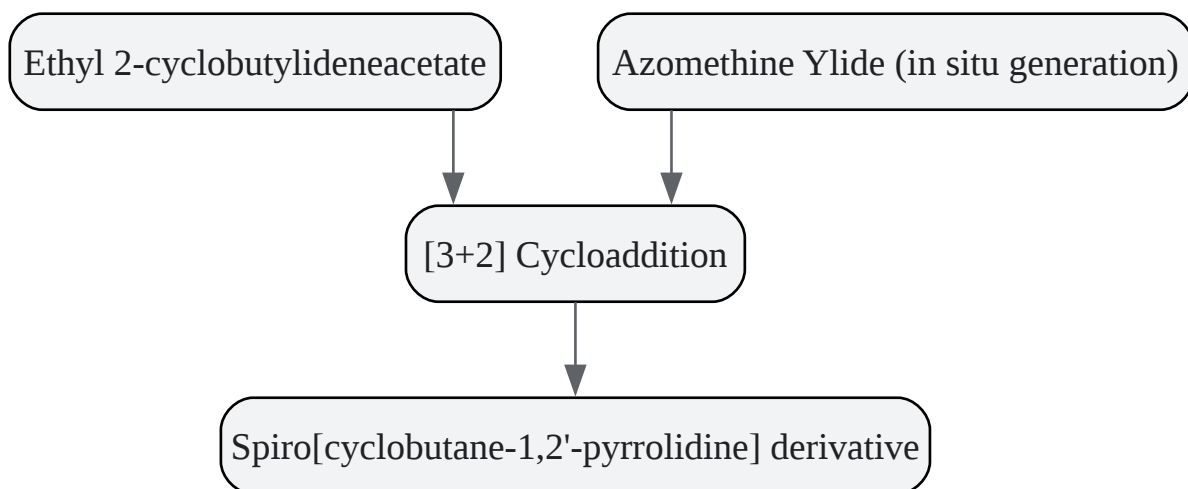 Ethyl 2-cyclobutylideneacetate
Azomethine Ylide (in situ generation)
[3+2] Cycloaddition
Spiro[cyclobutane-1,2'-pyrrolidine] derivative